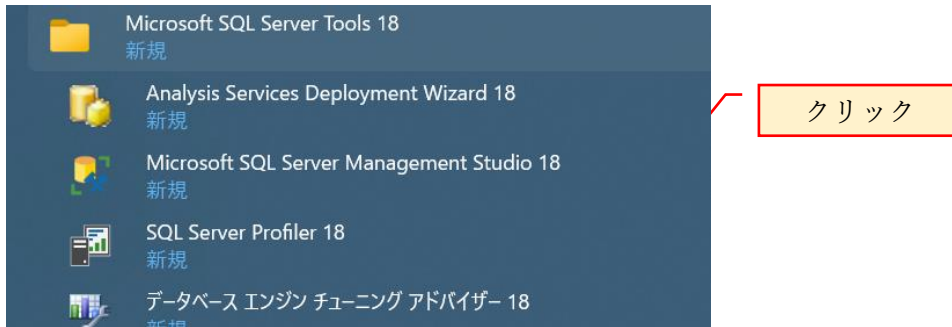 Microsoft SQL Server Tools 18
新規
Analysis Services Deployment Wizard 18
新規
クリック
Microsoft SQL Server Management Studio 18
新規
SQL Server Profiler 18
新規
データベース エンジン チューニング アドバイザー 18
新規